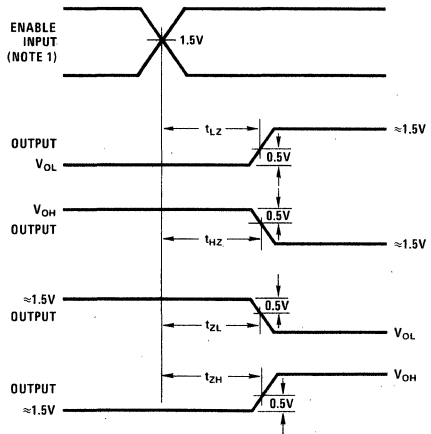 ENABLE
INPUT
(NOTE 1)
1.5V
tLZ
≈1.5V
OUTPUT
VOL
0.5V
VOH
OUTPUT
0.5V
tHZ
≈1.5V
≈1.5V
OUTPUT
0.5V
tZL
VOL
tZH
VOH
OUTPUT
≈1.5V
0.5V